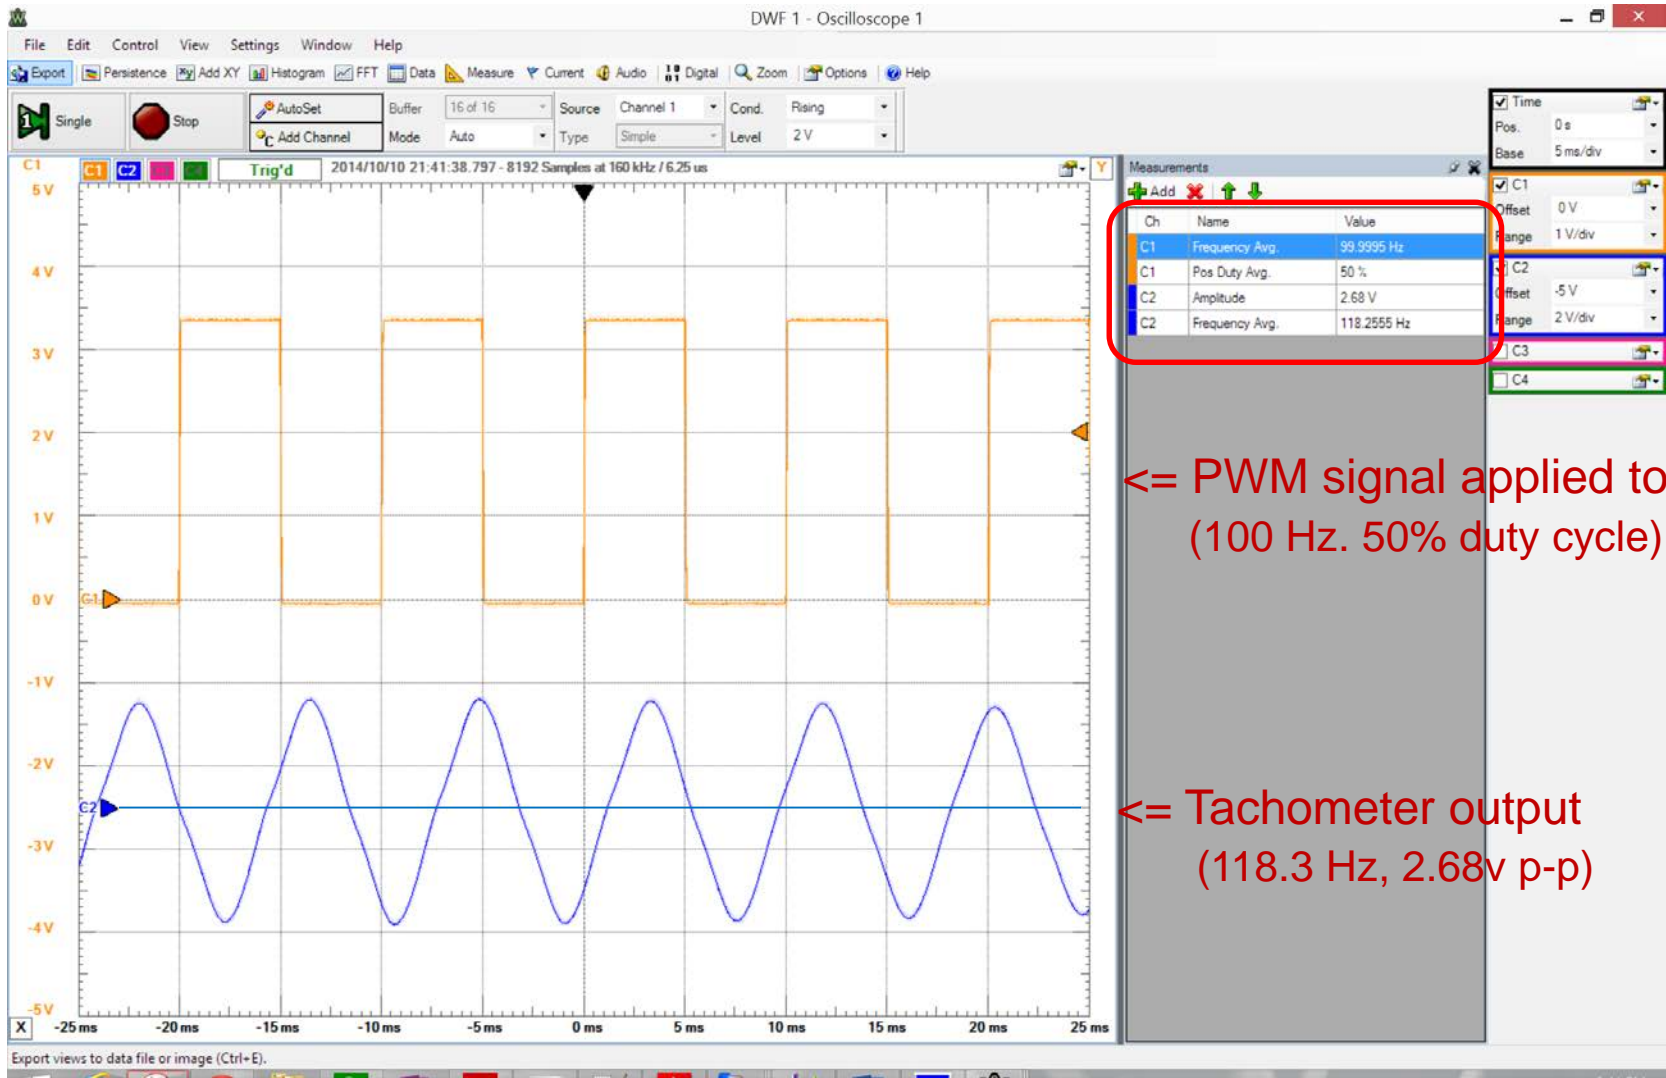 DWF 1 - Oscilloscope 1
File Edit Control View Settings Window Help
Export Persistence Add XY Histogram FFT Data Measure Current Audio Digital Zoom Options Help
Single Stop AutoSet Buffer 16 of 16 Source Channel 1 Cond. Rising
Add Channel Mode Auto Type Simple Level 2 V
Time
Pos. 0 s
Base 5 ms/div
C1 C1 C2 Trig'd 2014/10/10 21:41:38.797 - 8192 Samples at 160 kHz / 6.25 us Y
Measurements
Add
Ch Name Value
C1 Frequency Avg. 99.9995 Hz
C1 Pos Duty Avg. 50 %
C2 Amplitude 2.68 V
C2 Frequency Avg. 118.2555 Hz
C1
Offset 0 V
Range 1 V/div
C2
Offset -5 V
Range 2 V/div
C3
C4
5 V
4 V
3 V
2 V
1 V
0 V C1
-1 V
-2 V
C2
-3 V
-4 V
-5 V
X -25 ms -20 ms -15 ms -10 ms -5 ms 0 ms 5 ms 10 ms 15 ms 20 ms 25 ms
<= PWM signal applied to
(100 Hz. 50% duty cycle)
<= Tachometer output
(118.3 Hz, 2.68v p-p)
Export views to data file or image (Ctrl+E).